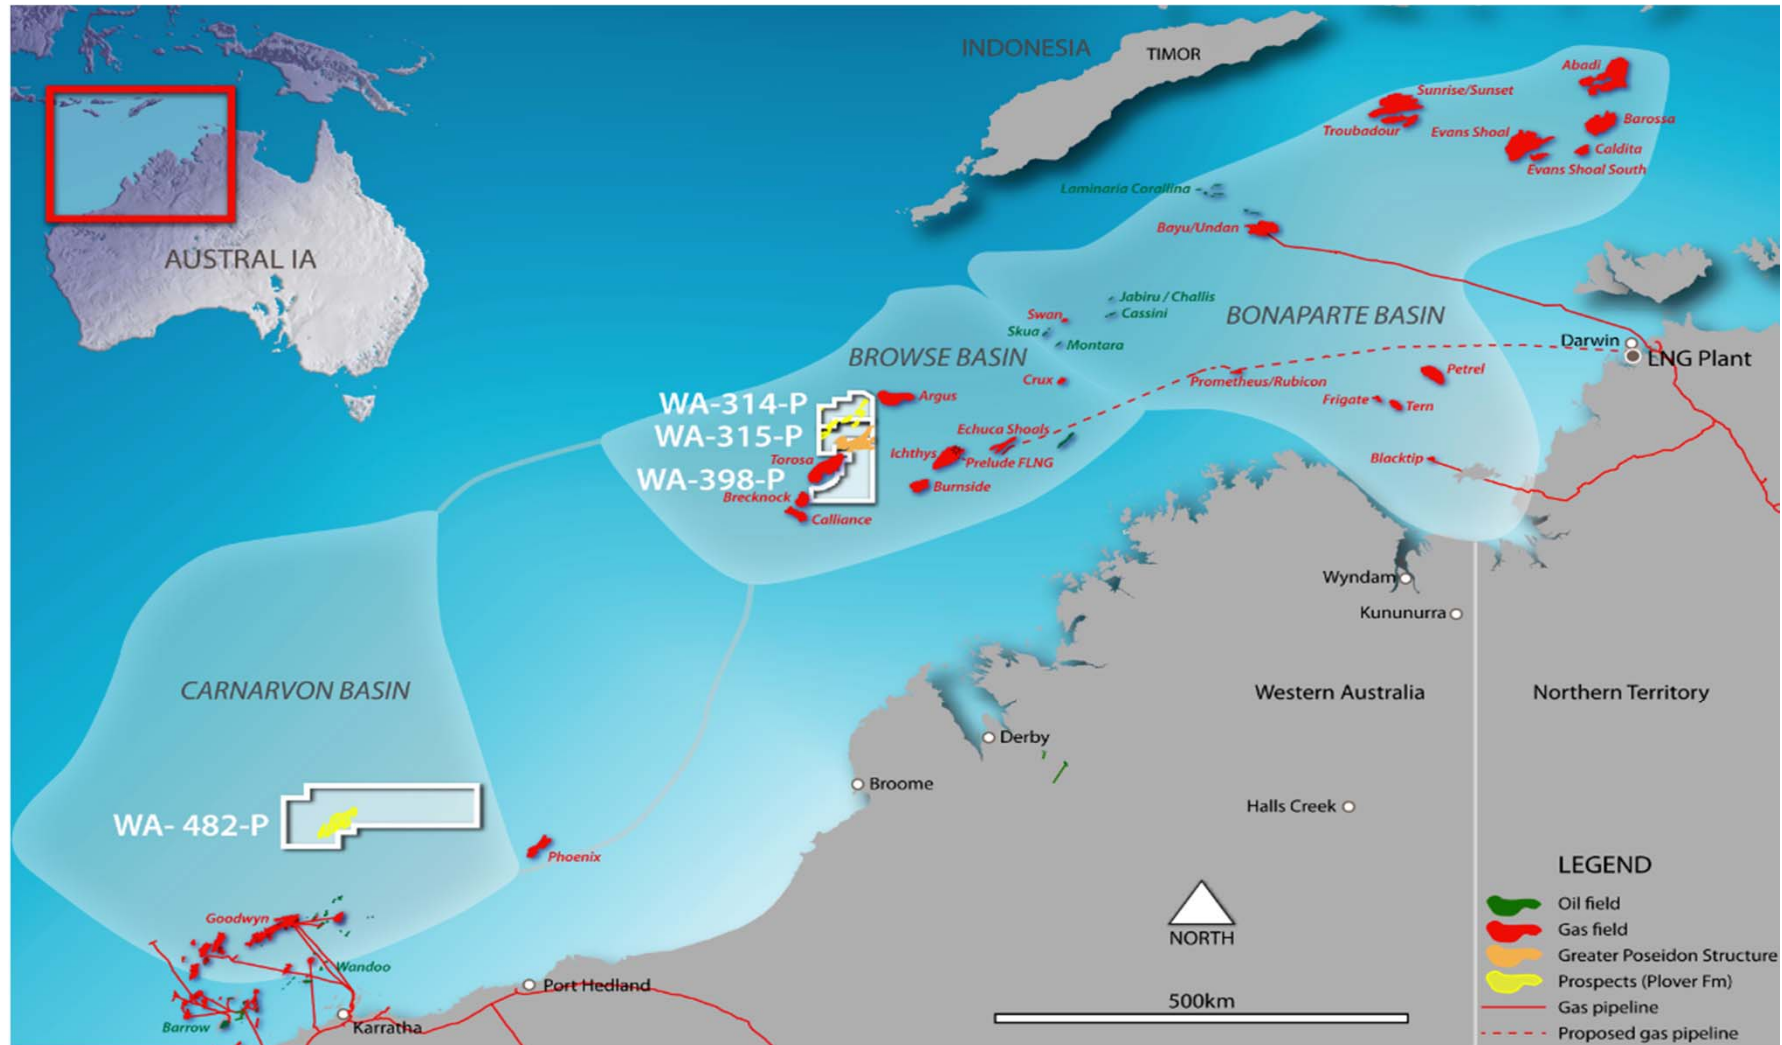 INDONESIA
TIMOR
Abadi
Sunrise/Sunset
Troubadour
Evans Shoal
Barossa
Caldita
Evans Shoal South
Laminaria Corallina
Bayu/Undan
AUSTRAL IA
Jabiru / Challis
Cassini
Swan
Skua
Montara
BONAPARTE BASIN
BROWSE BASIN
Darwin
LNG Plant
Crux
Prometheus/Rubicon
Petrel
Frigate
Tern
WA-314-P
Argus
WA-315-P
Echuca Shoals
Ichthys
Prelude FLNG
Torosa
WA-398-P
Burnside
Brecknock
Calliance
Blacktip
Wyndam
Kununurra
CARNARVON BASIN
Western Australia
Northern Territory
Derby
Broome
Halls Creek
WA- 482-P
Phoenix
Goodwyn
Wandoo
Barrow
Karratha
Port Hedland
NORTH
500km
LEGEND
Oil field
Gas field
Greater Poseidon Structure
Prospects (Plover Fm)
Gas pipeline
Proposed gas pipeline